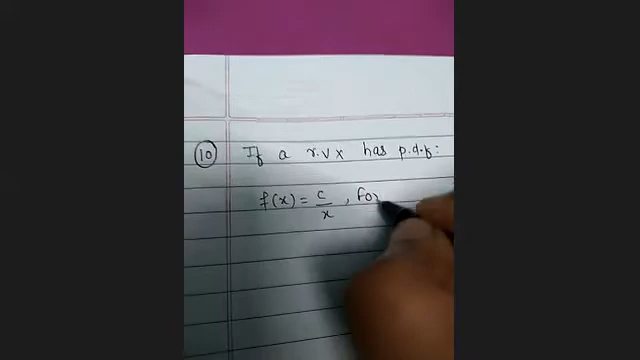 10 If a r.v x has p.d.f:
f(x) = c/x , for